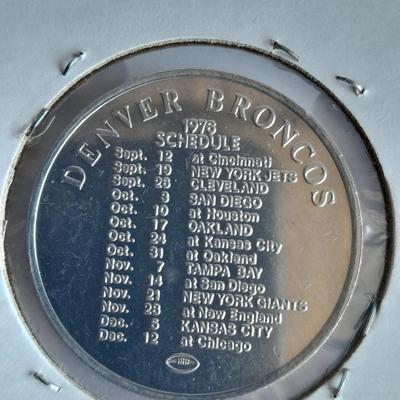 DENVER BRONCOS
1976
SCHEDULE
Sept. 12 at Cincinnati
Sept. 19 NEW YORK JETS
Sept. 26 CLEVELAND
Oct. 3 SAN DIEGO
Oct. 10 at Houston
Oct. 17 OAKLAND
Oct. 24 at Kansas City
Oct. 31 at Oakland
Nov. 7 TAMPA BAY
Nov. 14 at San Diego
Nov. 21 NEW YORK GIANTS
Nov. 28 at New England
Dec. 5 KANSAS CITY
Dec. 12 at Chicago